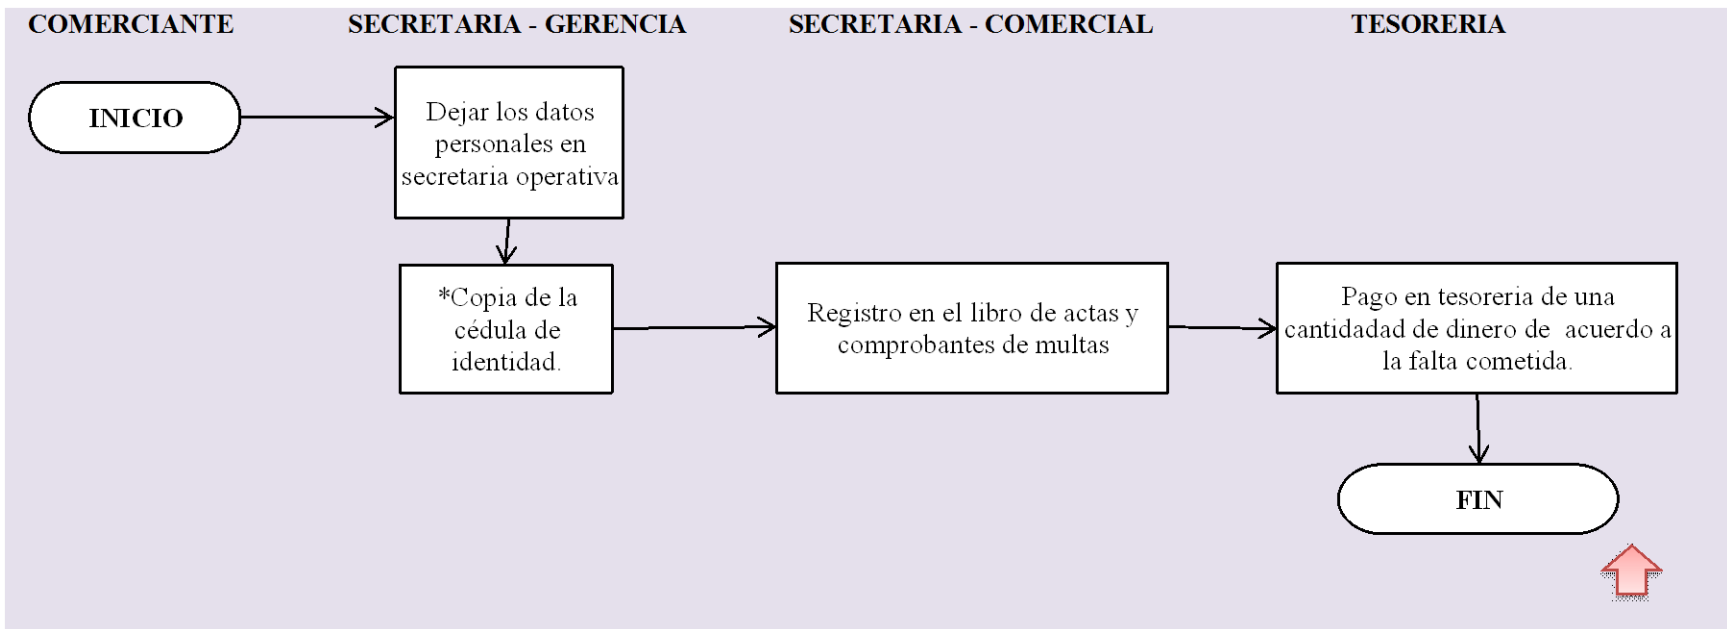 COMERCIANTE
SECRETARIA - GERENCIA
SECRETARIA - COMERCIAL
TESORERIA
INICIO
Dejar los datos
personales en
secretaria operativa
*Copia de la
cédula de
identidad.
Registro en el libro de actas y
comprobantes de multas
Pago en tesoreria de una
cantidadad de dinero de acuerdo a
la falta cometida.
FIN